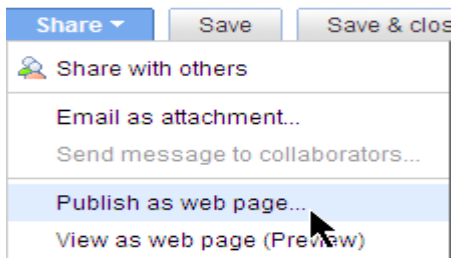 Share Save Save & clos
Share with others
Email as attachment...
Send message to collaborators...
Publish as web page...
View as web page (Preview)